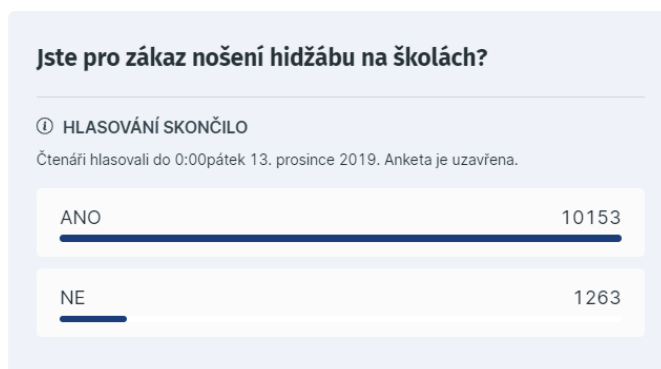 Jste pro zákaz nošení hidžábu na školách?
HLASOVÁNÍ SKONČILO
Čtenáři hlasovali do 0:00pátek 13. prosince 2019. Anketa je uzavřena.
ANO 10153
NE 1263